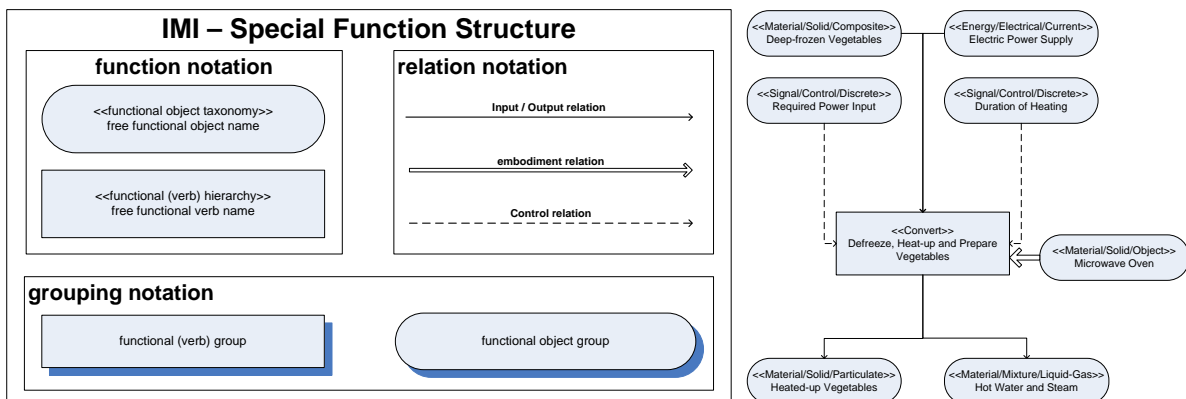 IMI – Special Function Structure
function notation
<<functional object taxonomy>>
free functional object name
<<functional (verb) hierarchy>>
free functional verb name
relation notation
Input / Output relation
embodiment relation
Control relation
grouping notation
functional (verb) group
functional object group
<<Material/Solid/Composite>>
Deep-frozen Vegetables
<<Energy/Electrical/Current>>
Electric Power Supply
<<Signal/Control/Discrete>>
Required Power Input
<<Signal/Control/Discrete>>
Duration of Heating
<<Convert>>
Defreeze, Heat-up and Prepare
Vegetables
<<Material/Solid/Object>>
Microwave Oven
<<Material/Solid/Particulate>>
Heated-up Vegetables
<<Material/Mixture/Liquid-Gas>>
Hot Water and Steam